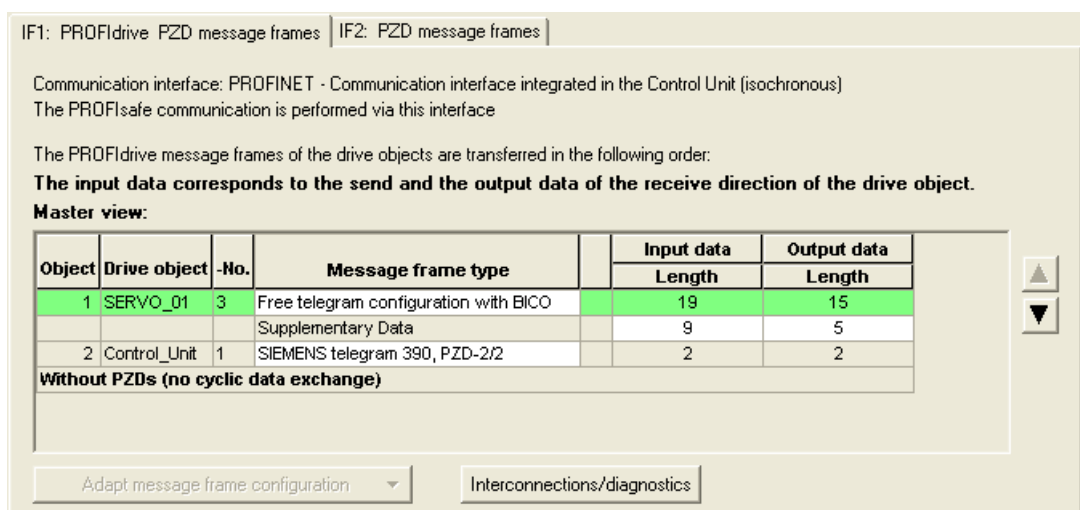 IF1: PROFIdrive PZD message frames IF2: PZD message frames
Communication interface: PROFINET - Communication interface integrated in the Control Unit (isochronous)
The PROFIsafe communication is performed via this interface
The PROFIdrive message frames of the drive objects are transferred in the following order:
The input data corresponds to the send and the output data of the receive direction of the drive object.
Master view:
Object Drive object -No. Message frame type Input data Output data
Length Length
1 SERVO_01 3 Free telegram configuration with BICO 19 15
Supplementary Data 9 5
2 Control_Unit 1 SIEMENS telegram 390, PZD-2/2 2 2
Without PZDs (no cyclic data exchange)
Adapt message frame configuration Interconnections/diagnostics